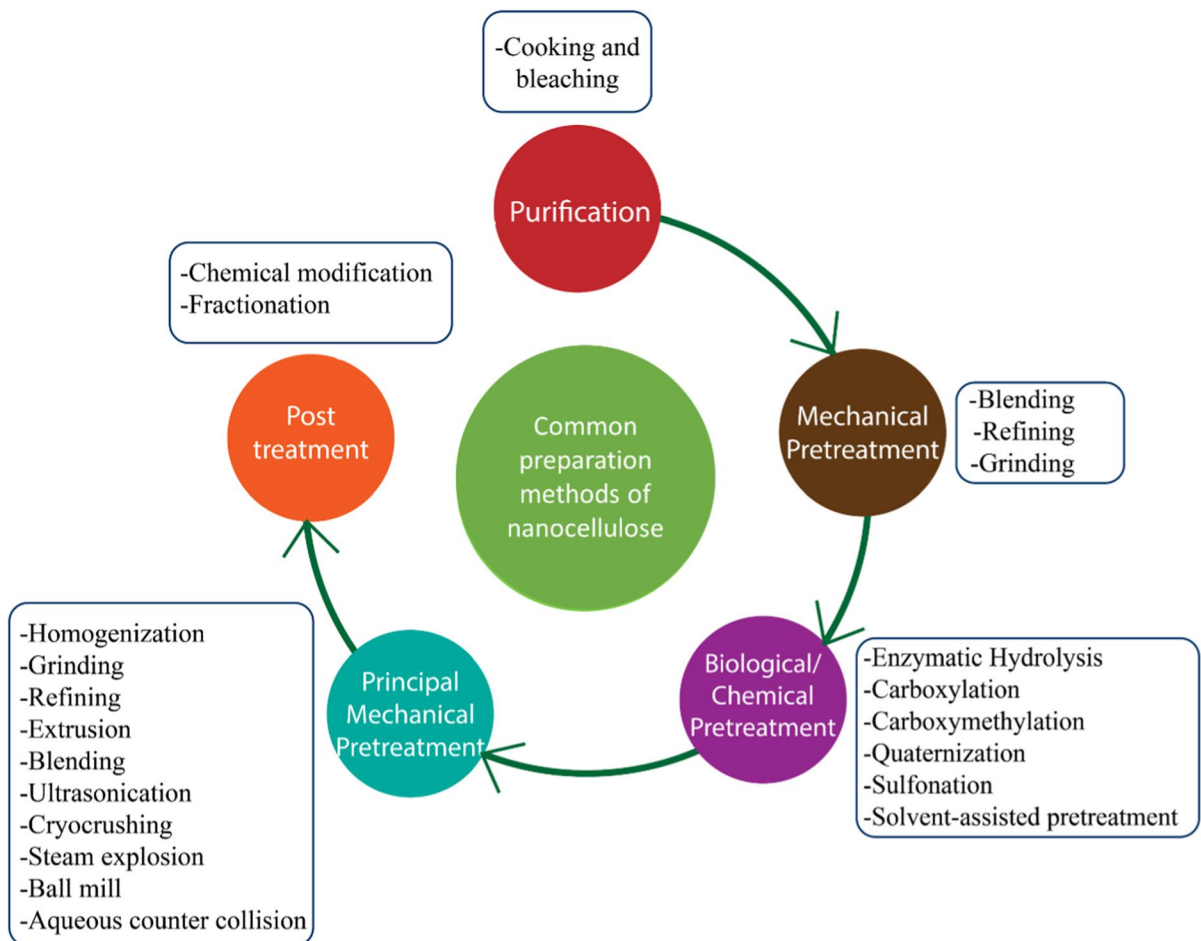 -Cooking and
bleaching
Purification
-Chemical modification
-Fractionation
Post
treatment
Common
preparation
methods of
nanocellulose
Mechanical
Pretreatment
-Blending
-Refining
-Grinding
Biological/
Chemical
Pretreatment
-Enzymatic Hydrolysis
-Carboxylation
-Carboxymethylation
-Quaternization
-Sulfonation
-Solvent-assisted pretreatment
Principal
Mechanical
Pretreatment
-Homogenization
-Grinding
-Refining
-Extrusion
-Blending
-Ultrasonication
-Cryocrushing
-Steam explosion
-Ball mill
-Aqueous counter collision